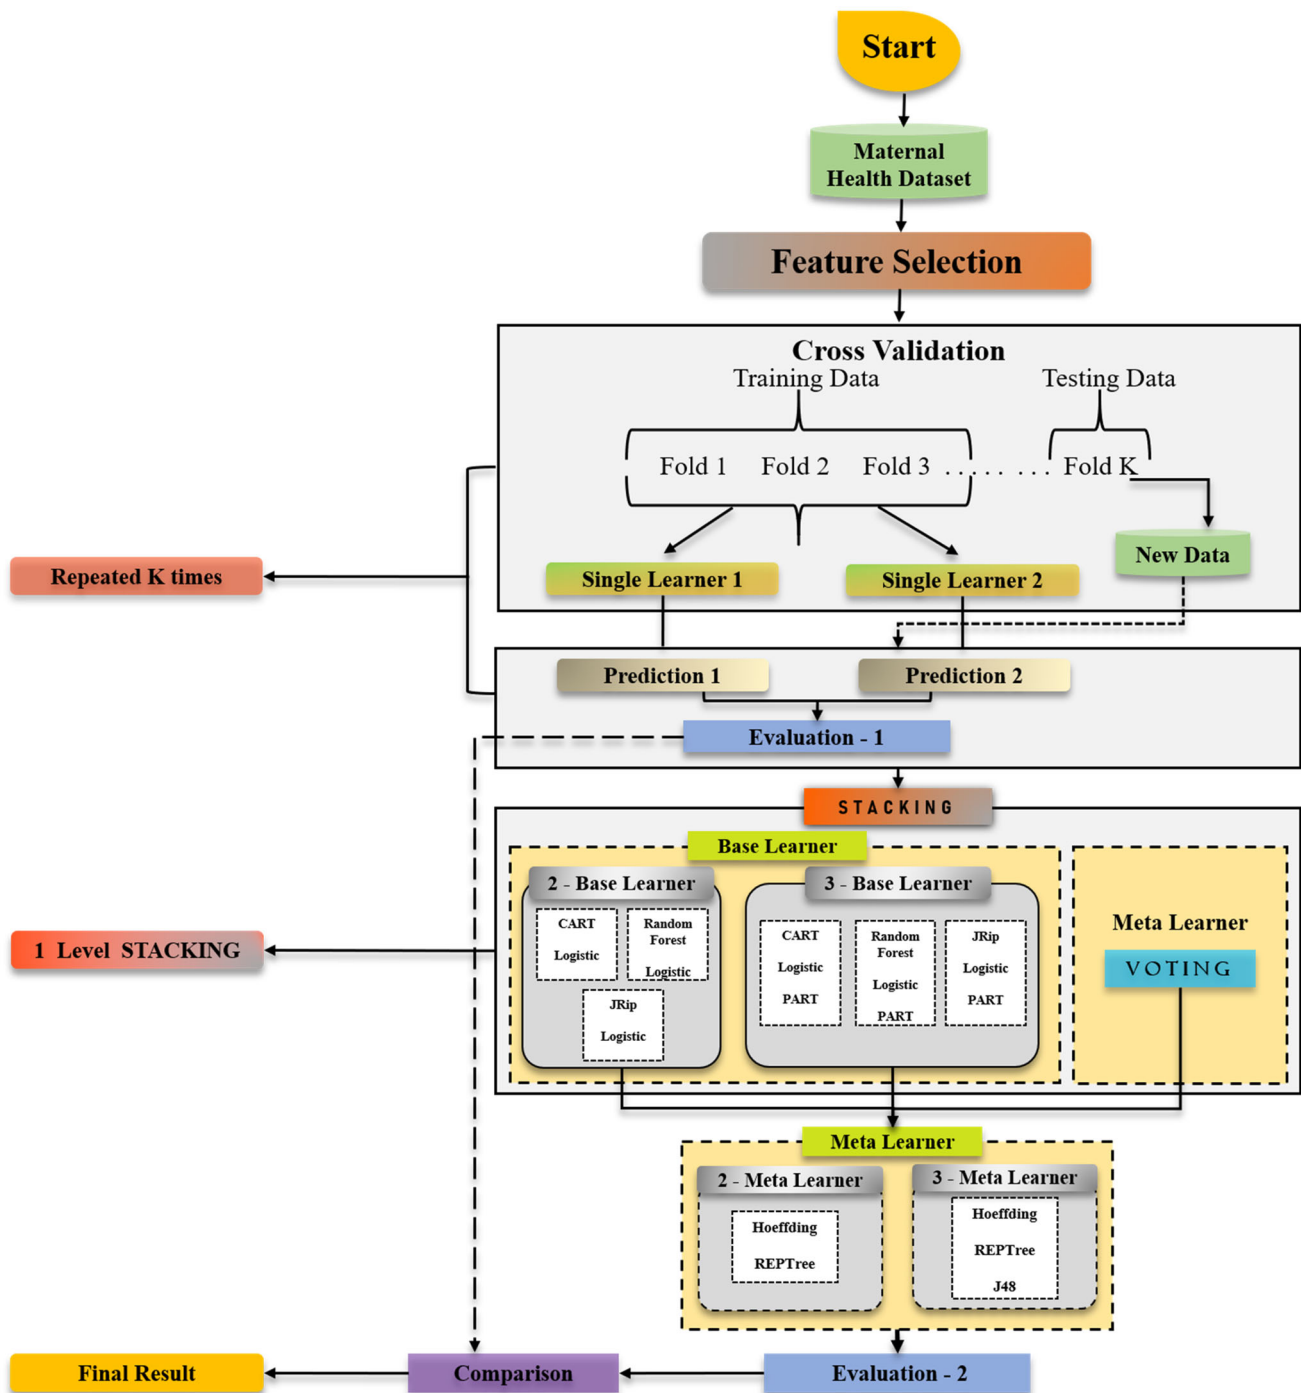 Start
Maternal
Health Dataset
Feature Selection
Cross Validation
Training Data
Testing Data
Fold 1 Fold 2 Fold 3 . . . . . . . . . Fold K
New Data
Repeated K times
Single Learner 1
Single Learner 2
Prediction 1
Prediction 2
Evaluation - 1
STACKING
Base Learner
2 - Base Learner
CART
Logistic
Random
Forest
Logistic
JRip
Logistic
3 - Base Learner
CART
Logistic
PART
Random
Forest
Logistic
PART
JRip
Logistic
PART
Meta Learner
VOTING
1 Level STACKING
Meta Learner
2 - Meta Learner
Hoeffding
REPTree
3 - Meta Learner
Hoeffding
REPTree
J48
Final Result
Comparison
Evaluation - 2